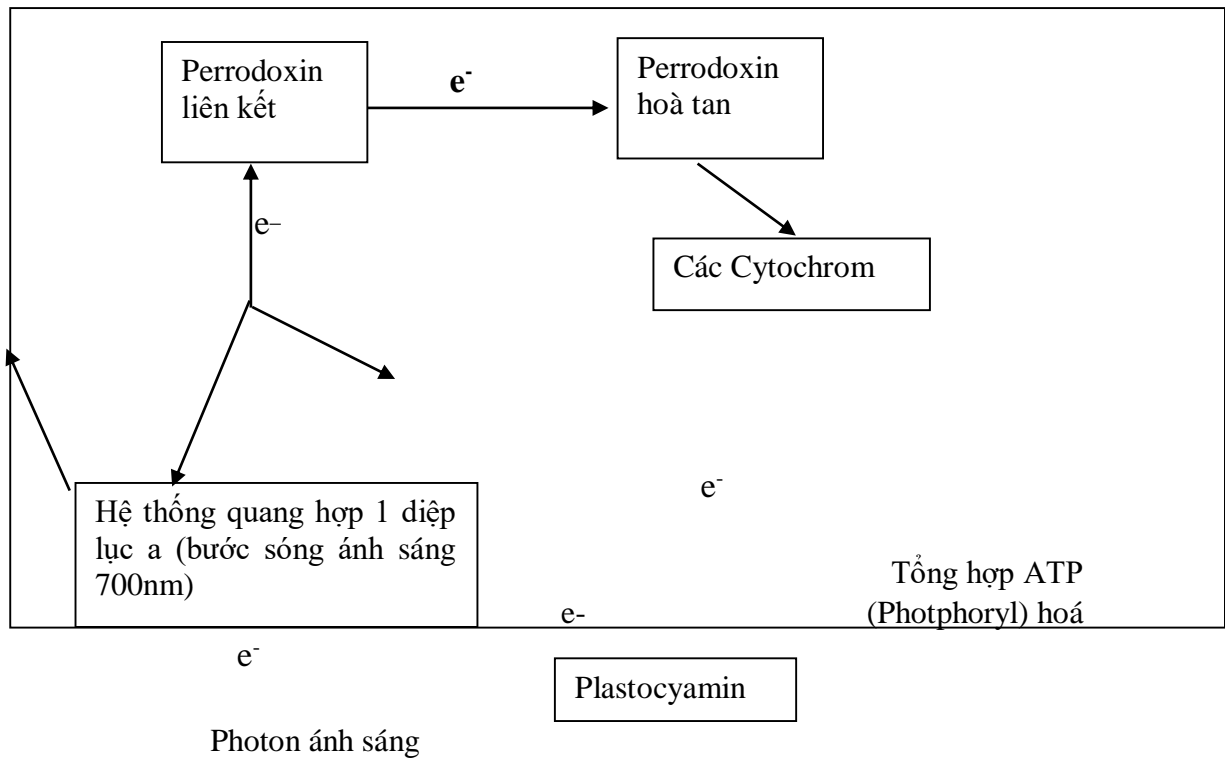 Perrodoxin
liên kết
e-
Perrodoxin
hoà tan
e–
Các Cytochrom
e-
Hệ thống quang hợp 1 diệp
lục a (bước sóng ánh sáng
700nm)
Tổng hợp ATP
(Photphoryl) hoá
e-
e-
Plastocyamin
Photon ánh sáng